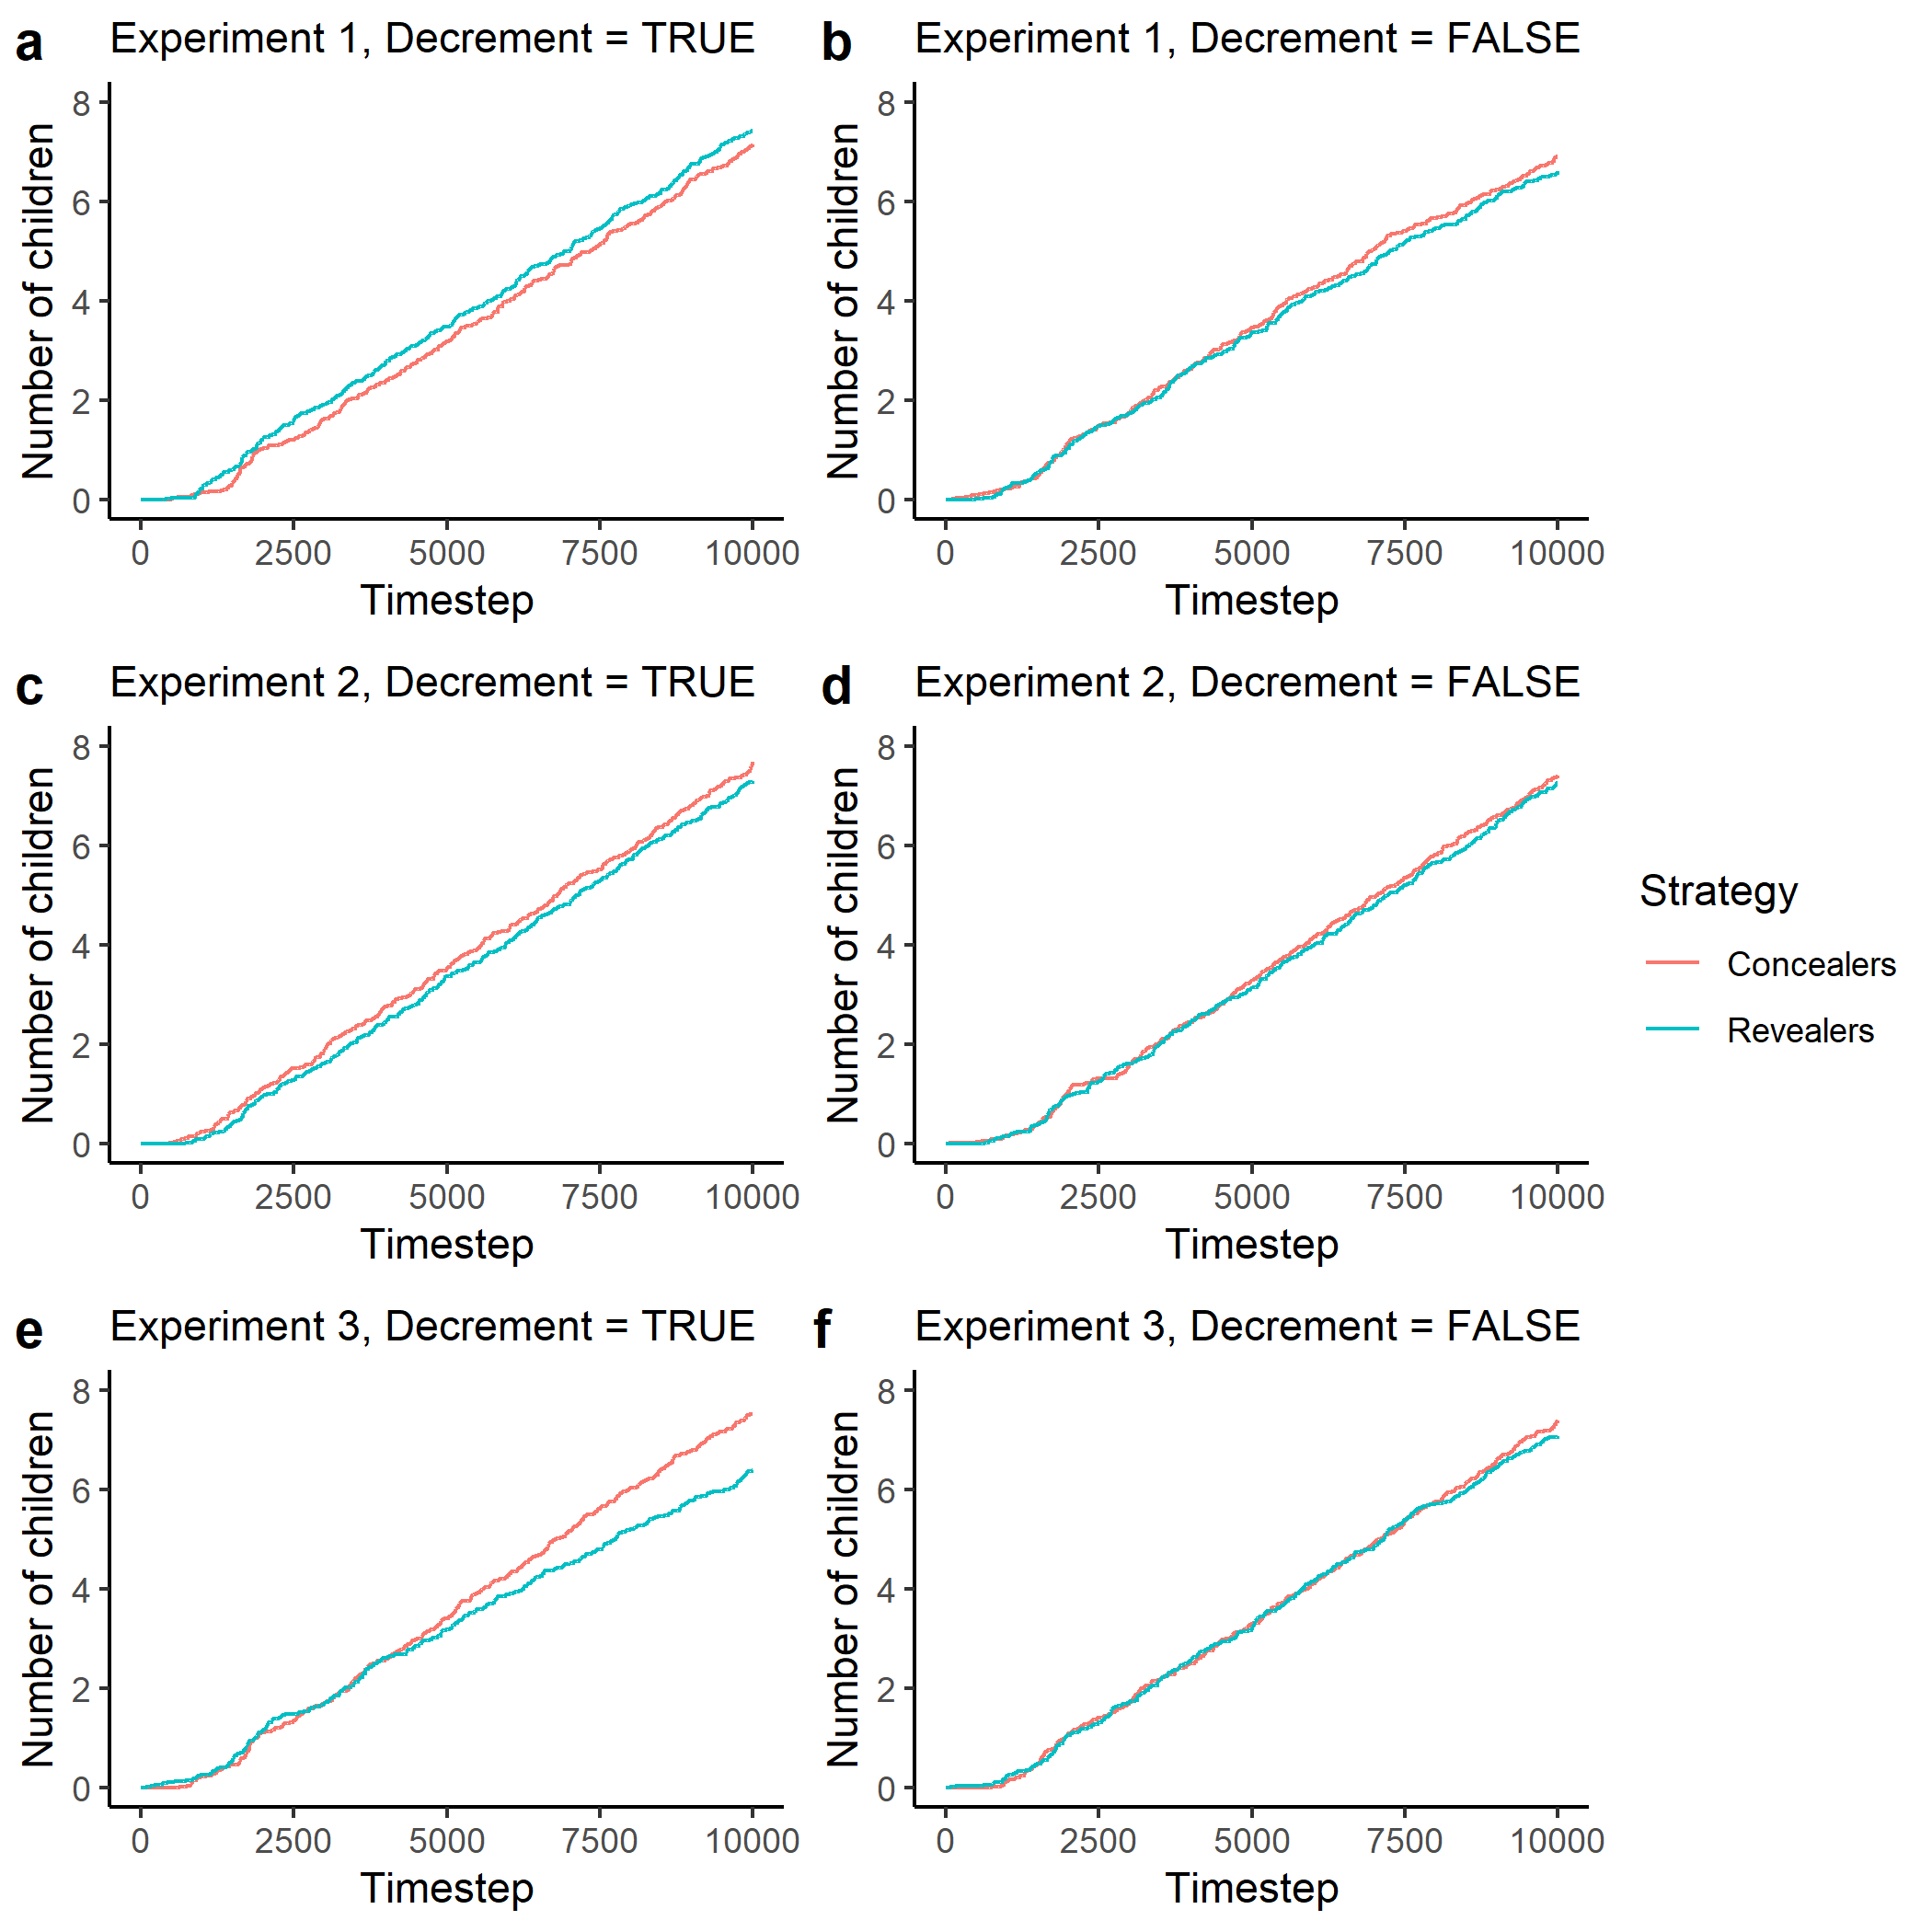 a Experiment 1, Decrement = TRUE
Number of children
8
6
4
2
0
0 2500 5000 7500 10000
Timestep
b Experiment 1, Decrement = FALSE
Number of children
8
6
4
2
0
0 2500 5000 7500 10000
Timestep
c Experiment 2, Decrement = TRUE
Number of children
8
6
4
2
0
0 2500 5000 7500 10000
Timestep
d Experiment 2, Decrement = FALSE
Number of children
8
6
4
2
0
0 2500 5000 7500 10000
Timestep
Strategy
Concealers
Revealers
e Experiment 3, Decrement = TRUE
Number of children
8
6
4
2
0
0 2500 5000 7500 10000
Timestep
f Experiment 3, Decrement = FALSE
Number of children
8
6
4
2
0
0 2500 5000 7500 10000
Timestep